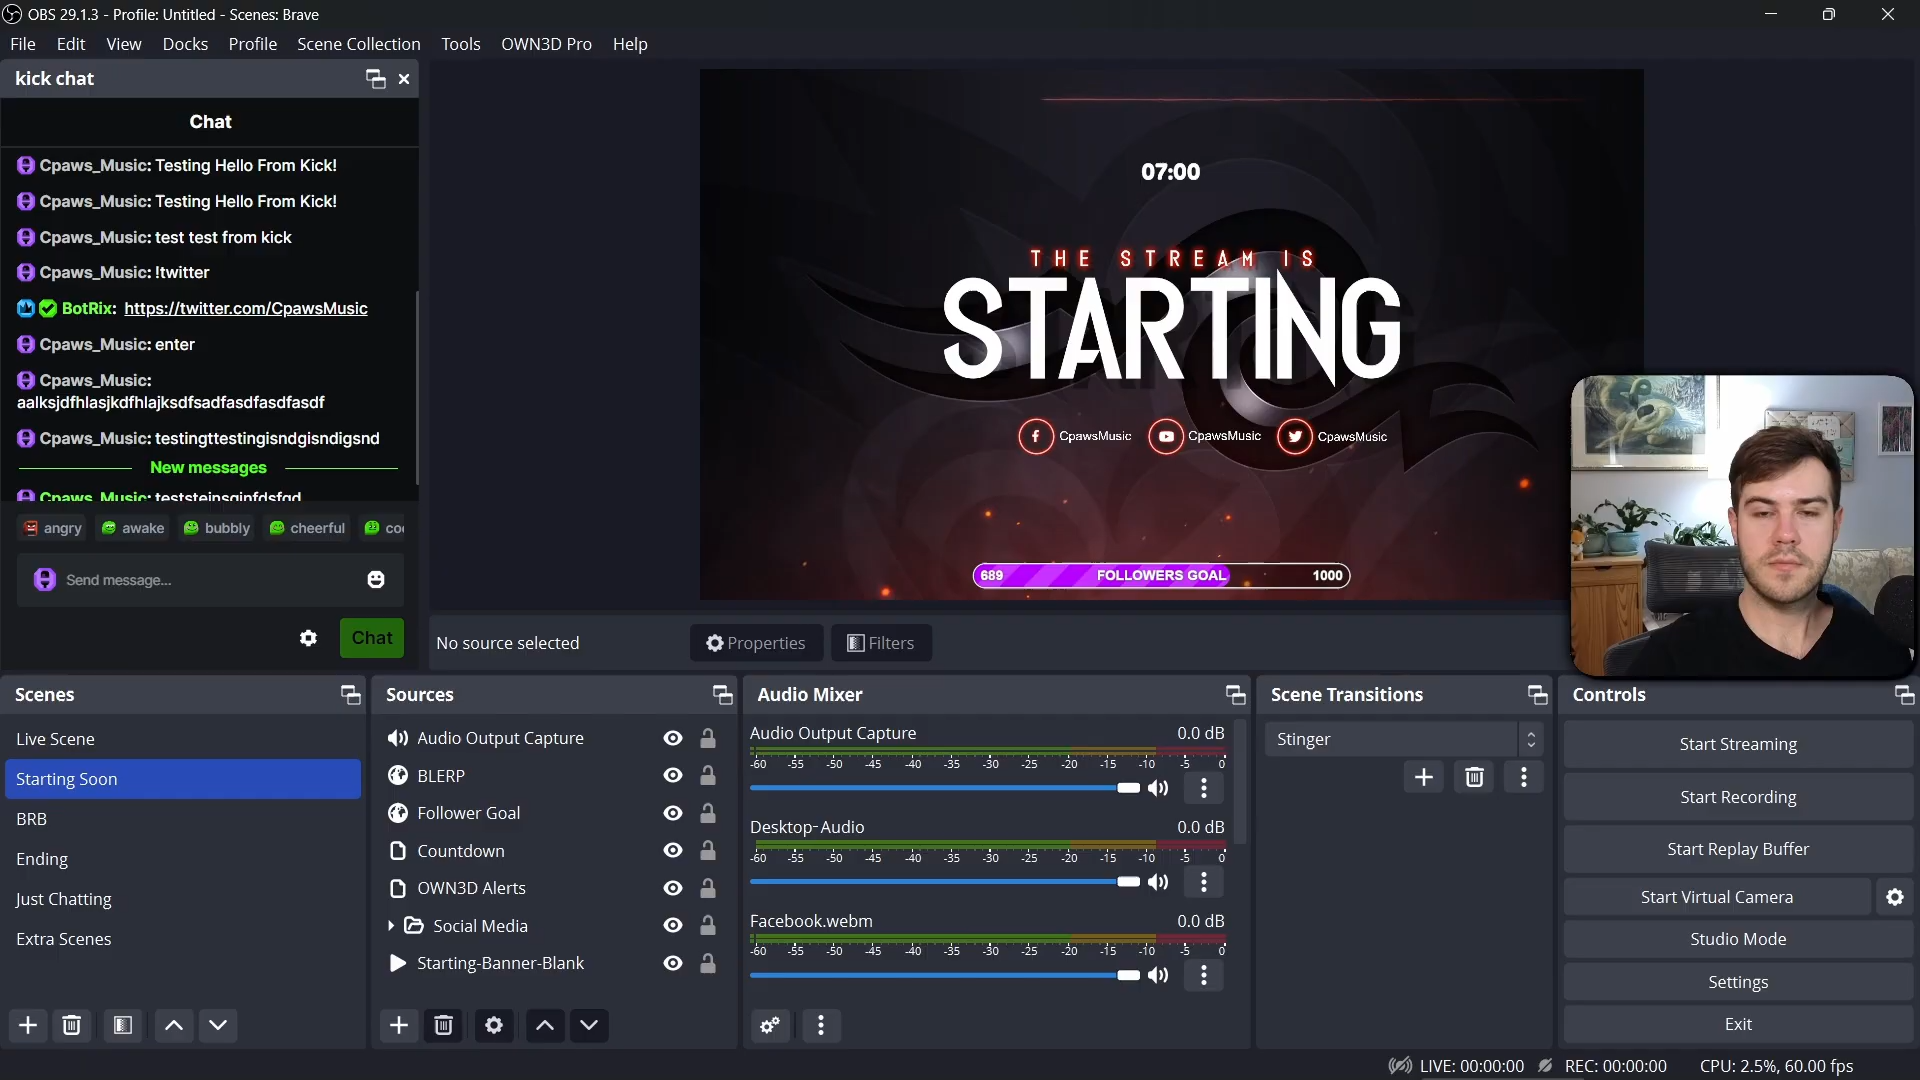 OBS 29.1.3 - Profile: Untitled - Scenes: Brave
File Edit View Docks Profile Scene Collection Tools OWN3D Pro Help
kick chat
Chat
Cpaws_Music: Testing Hello From Kick!
Cpaws_Music: Testing Hello From Kick!
Cpaws_Music: test test from kick
Cpaws_Music: !twitter
BotRix: https://twitter.com/CpawsMusic
Cpaws_Music: enter
Cpaws_Music:
aalksjdfhlasjkdfhlajksdfsadfasdfasdfasdf
Cpaws_Music: testingttestingisndgisndigsnd
New messages
Cpaws_Music:
angry awake bubbly cheerful
Send message...
Chat
07:00
THE STREAM IS
STARTING
CpawsMusic CpawsMusic CpawsMusic
689 FOLLOWERS GOAL 1000
No source selected
Properties
Filters
Scenes
Live Scene
Starting Soon
BRB
Ending
Just Chatting
Extra Scenes
Sources
Audio Output Capture
BLERP
Follower Goal
Countdown
OWN3D Alerts
Social Media
Starting-Banner-Blank
Audio Mixer
Audio Output Capture 0.0 dB
-60 -55 -50 -45 -40 -35 -30 -25 -20 -15 -10 -5 0
Desktop-Audio 0.0 dB
-60 -55 -50 -45 -40 -35 -30 -25 -20 -15 -10 -5 0
Facebook.webm 0.0 dB
-60 -55 -50 -45 -40 -35 -30 -25 -20 -15 -10 -5 0
Scene Transitions
Stinger
Controls
Start Streaming
Start Recording
Start Replay Buffer
Start Virtual Camera
Studio Mode
Settings
Exit
LIVE: 00:00:00 REC: 00:00:00 CPU: 2.5%, 60.00 fps